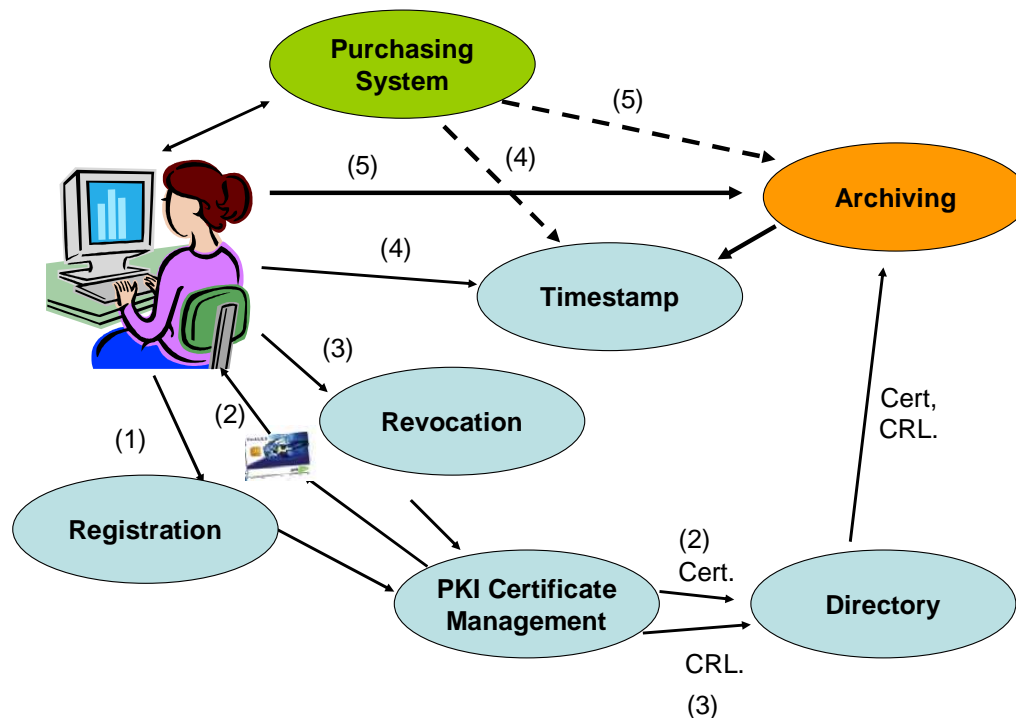 Purchasing
System
(5)
(4)
(5)
Archiving
(4)
Timestamp
(3)
Revocation
(2)
Cert,
CRL.
(1)
Registration
(2)
Cert.
PKI Certificate
Management
Directory
CRL.
(3)